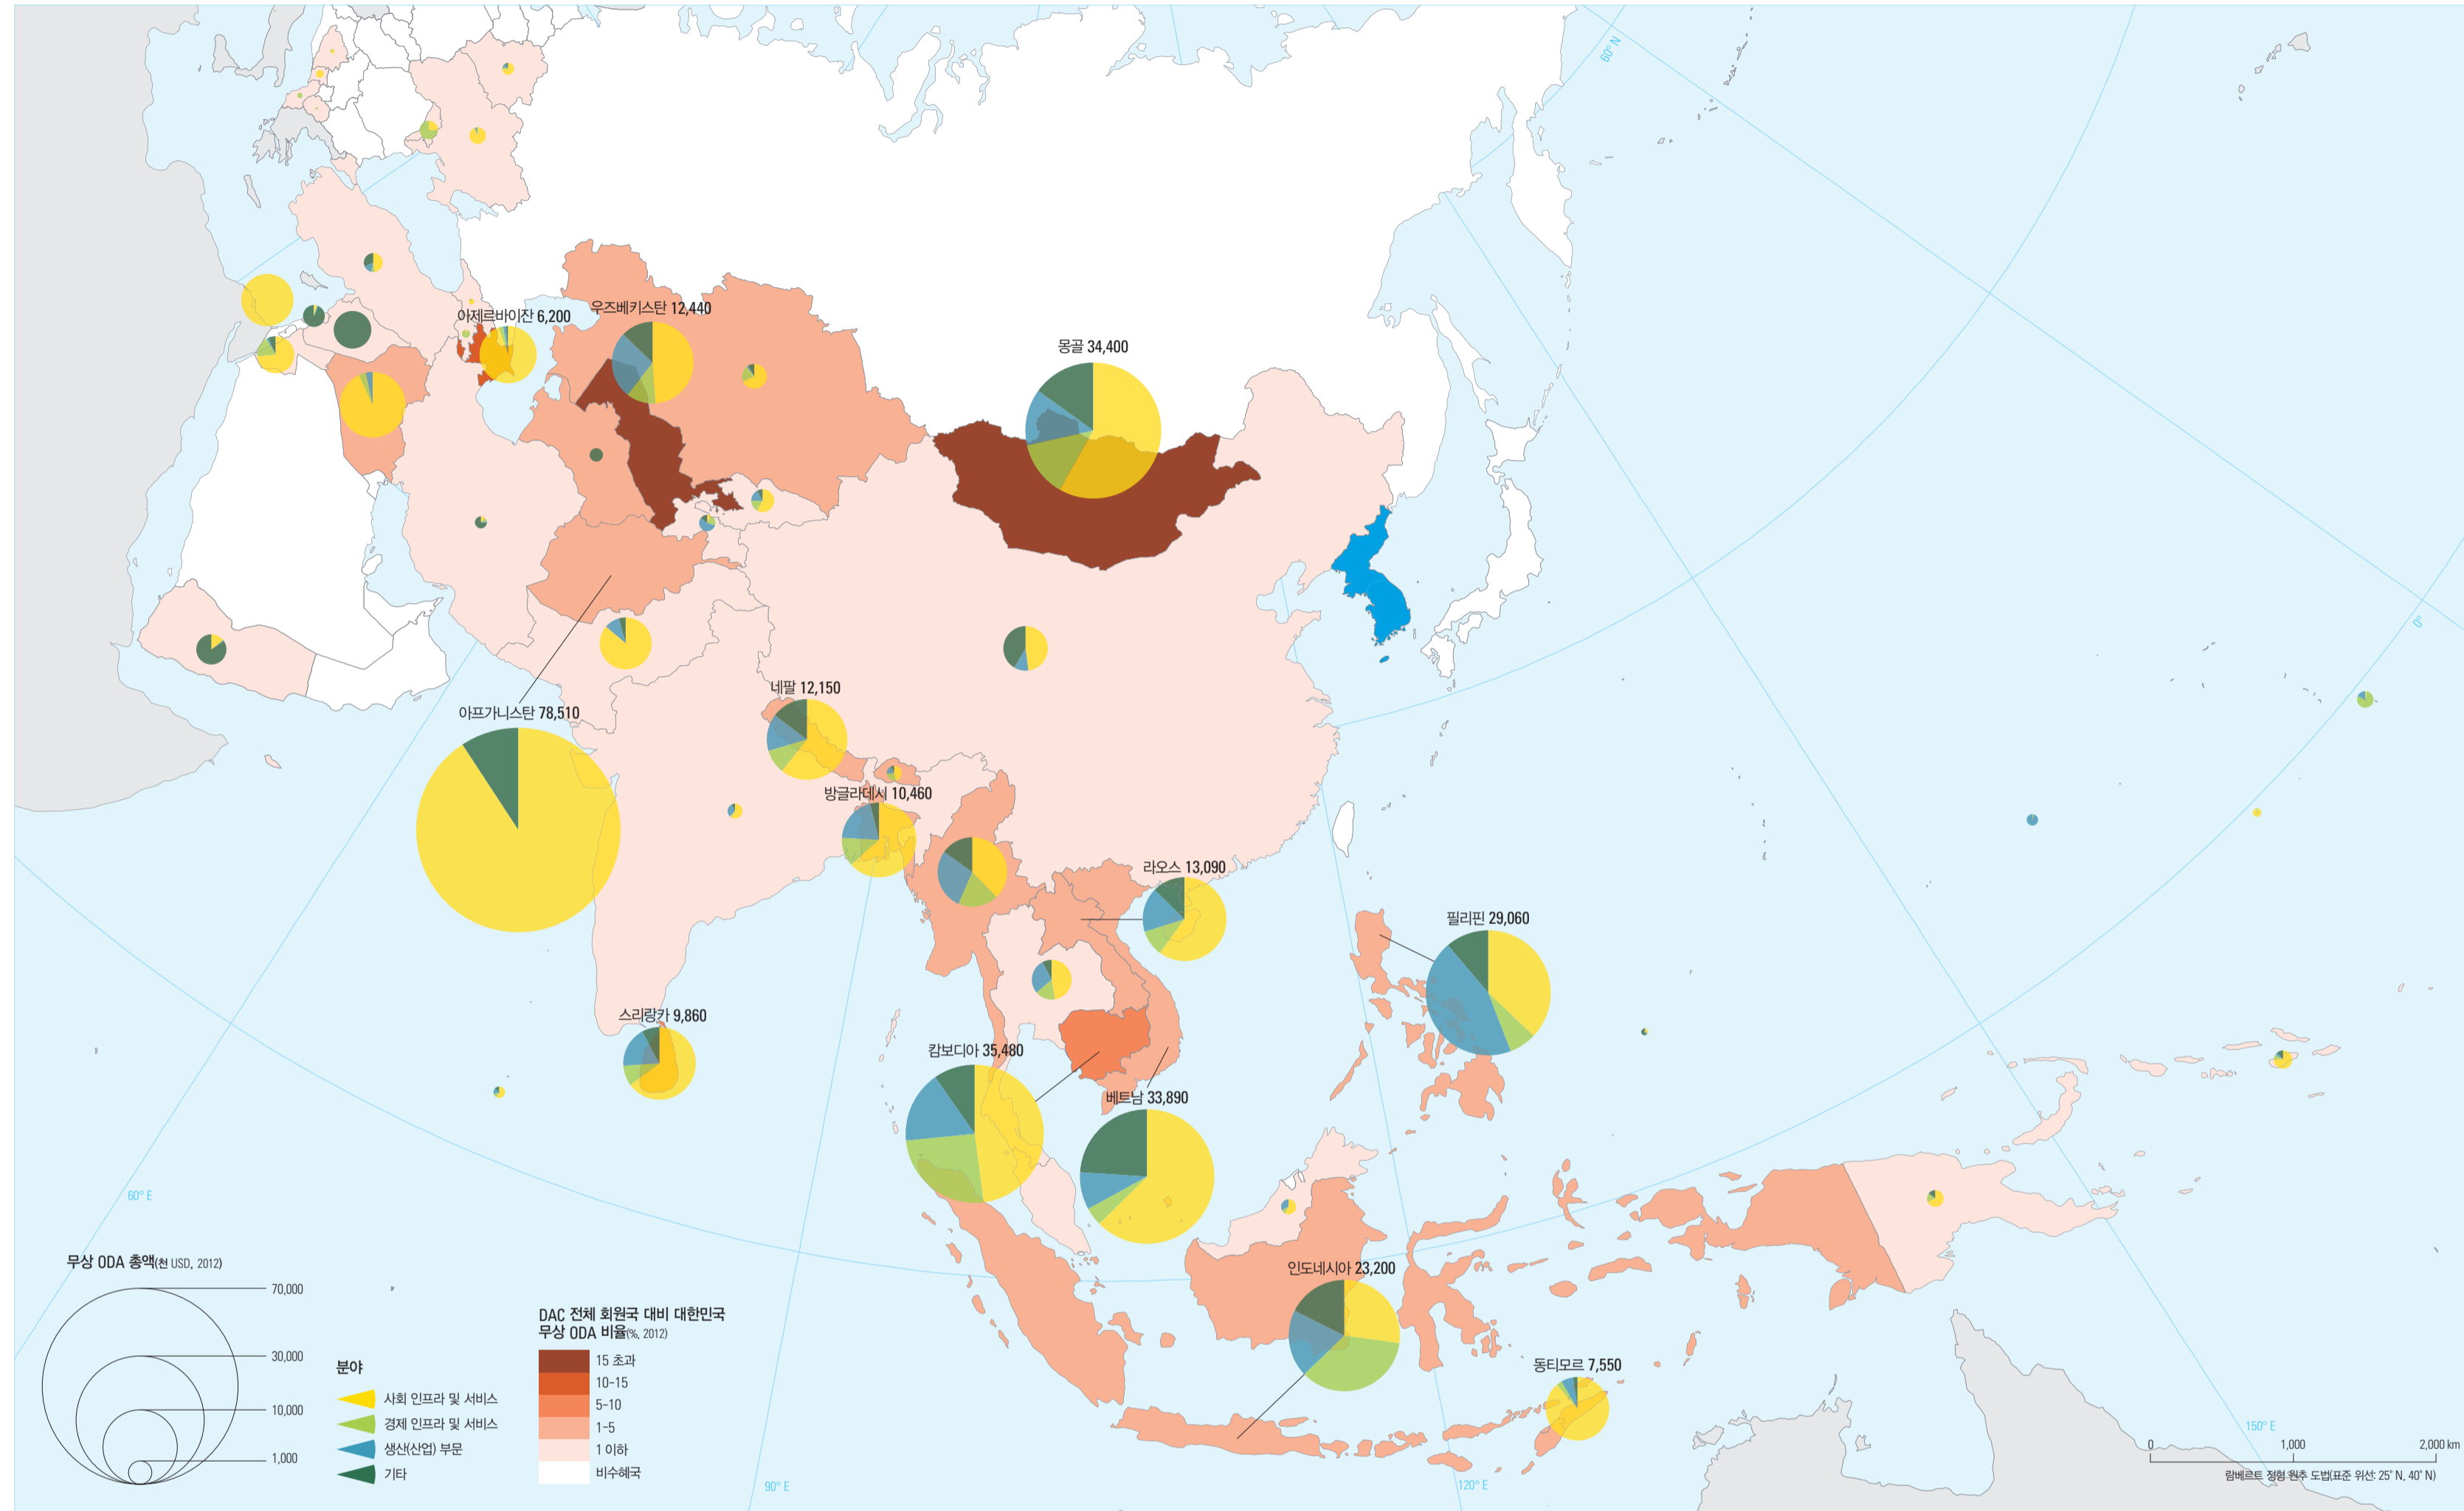 60° N
아제르바이잔 6,200
우즈베키스탄 12,440
몽골 34,400
0°
네팔 12,150
아프가니스탄 78,510
방글라데시 10,460
라오스 13,090
필리핀 29,060
스리랑카 9,860
캄보디아 35,480
베트남 33,890
60° E
인도네시아 23,200
동티모르 7,550
무상 ODA 총액(천 USD, 2012)
70,000
30,000
10,000
1,000
분야
사회 인프라 및 서비스
경제 인프라 및 서비스
생산(산업) 부문
기타
DAC 전체 회원국 대비 대한민국
무상 ODA 비율(%, 2012)
15 초과
10-15
5-10
1-5
1 이하
비수혜국
90° E
120° E
150° E
0 1,000 2,000 km
람베르트 정형 원추 도법(표준 위선: 25° N, 40° N)